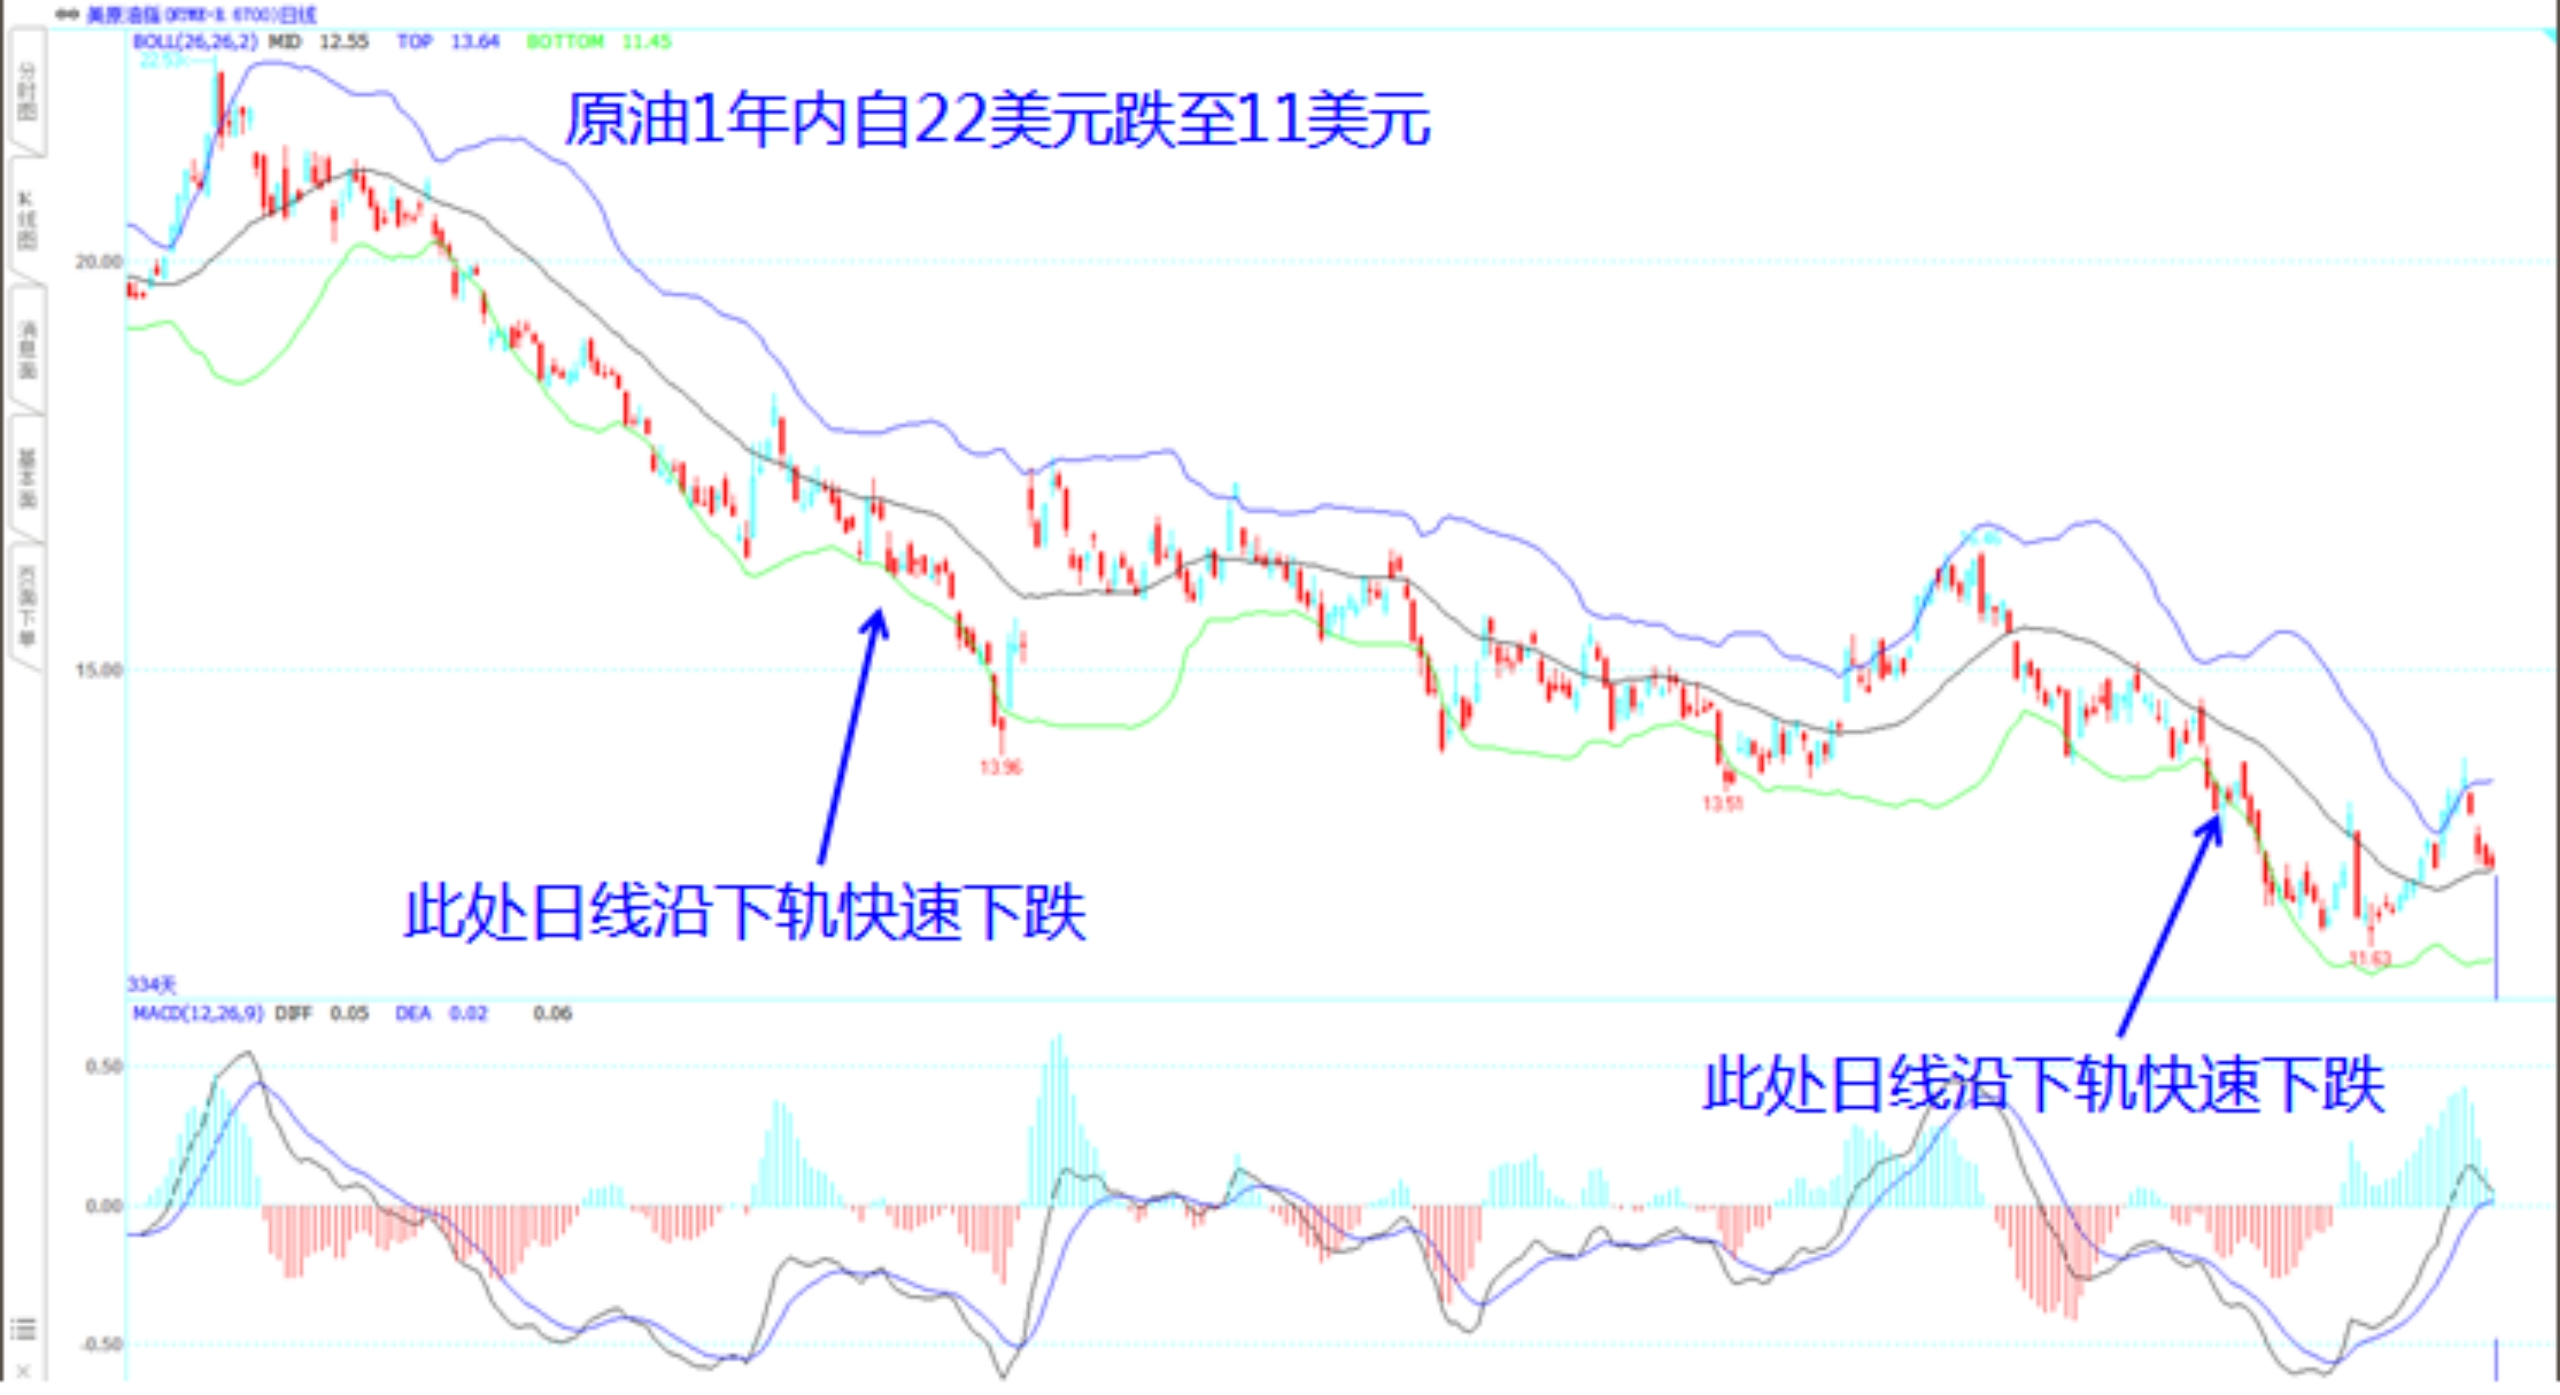 美原油指(NYME-R 6700)日线
BOLL(26,26,2) MID 12.55 TOP 13.64 BOTTOM 11.45
22.53
原油1年内自22美元跌至11美元
分时图
K线图
消息面
基本面
闪电下单
20.00
15.00
13.96
13.51
11.63
此处日线沿下轨快速下跌
334天
MACD(12,26,9) DIFF 0.05 DEA 0.02 0.06
此处日线沿下轨快速下跌
0.50
0.00
-0.50